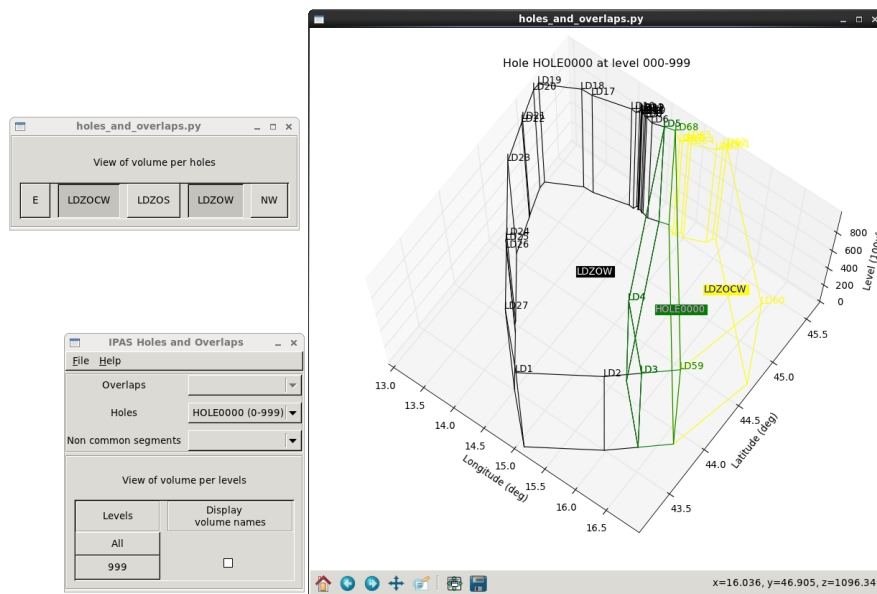 holes_and_overlaps.py
View of volume per holes
E LDZOCW LDZOS LDZOW NW
IPAS Holes and Overlaps
File Help
Overlaps
Holes HOLE0000 (0-999)
Non common segments
View of volume per levels
Levels Display
volume names
All
999
holes_and_overlaps.py
Hole HOLE0000 at level 000-999
LD19
LD20
LD18
LD17
LD6
LD5
LD68
LD21
LD22
LD23
LD24
LD25
LD26
LD27
LDZOW
LDZOCW
HOLE0000
LD4
LD60
LD1
LD2
LD3
LD59
800
600
400
200
0
Level (100x
13.0
13.5
14.0
14.5
15.0
15.5
16.0
16.5
Longitude (deg)
45.5
45.0
44.5
44.0
43.5
Latitude (deg)
x=16.036, y=46.905, z=1096.34